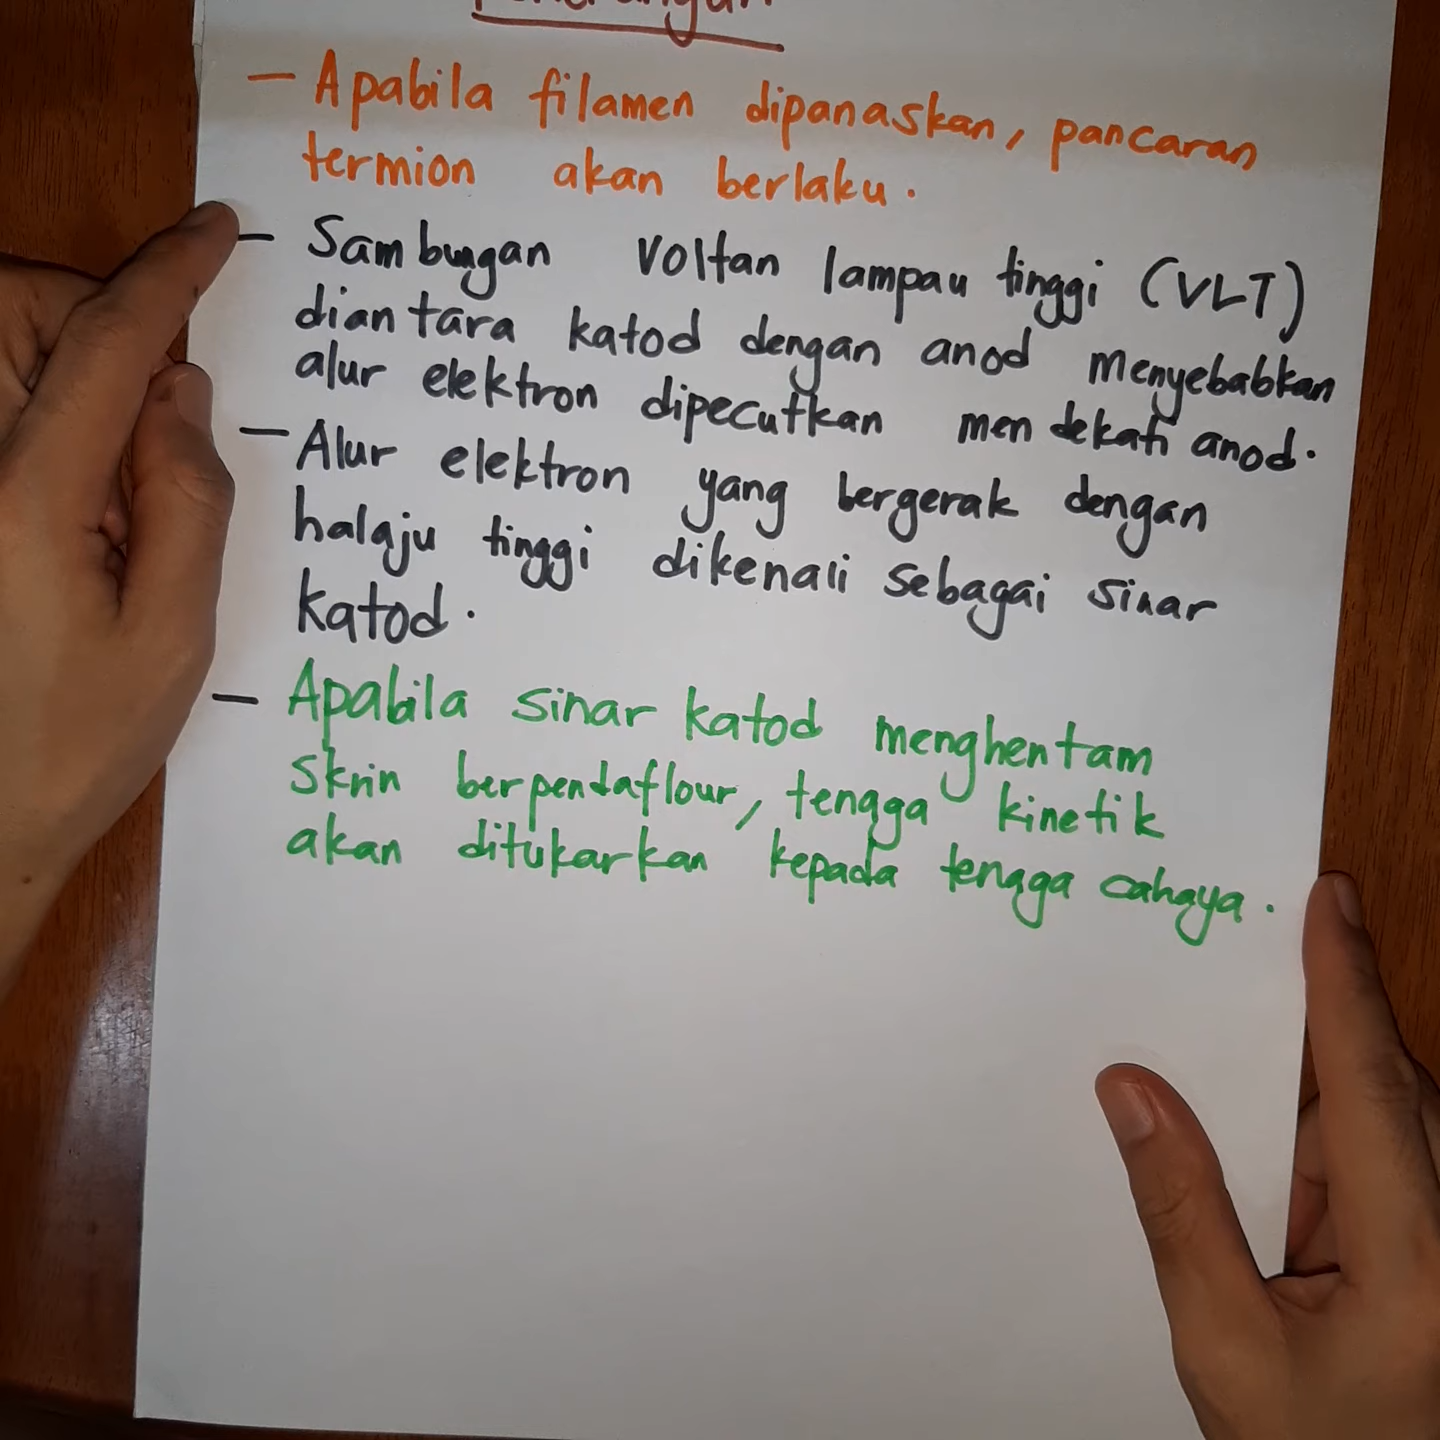 Penerangan
– Apabila filamen dipanaskan, pancaran
termion akan berlaku.
– Sambungan voltan lampau tinggi (VLT)
diantara katod dengan anod menyebabkan
alur elektron dipecutkan mendekati anod.
– Alur elektron yang bergerak dengan
halaju tinggi dikenali sebagai sinar
katod.
– Apabila sinar katod menghentam
skrin berpendaflour, tengga kinetik
akan ditukarkan kepada tenaga cahaya.